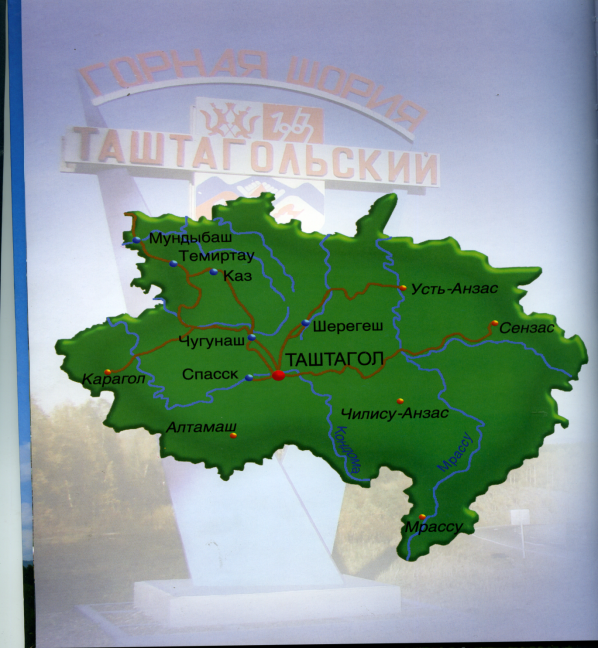 ГОРНАЯ ШОРИЯ
1967
ТАШТАГОЛЬСКИЙ
Мундыбаш
Темиртау
Каз
Усть-Анзас
Шерегеш
Сензас
Чугунаш
ТАШТАГОЛ
Карагол
Спасск
Чилису-Анзас
Алтамаш
Кондома
Мрассу
Мрассу